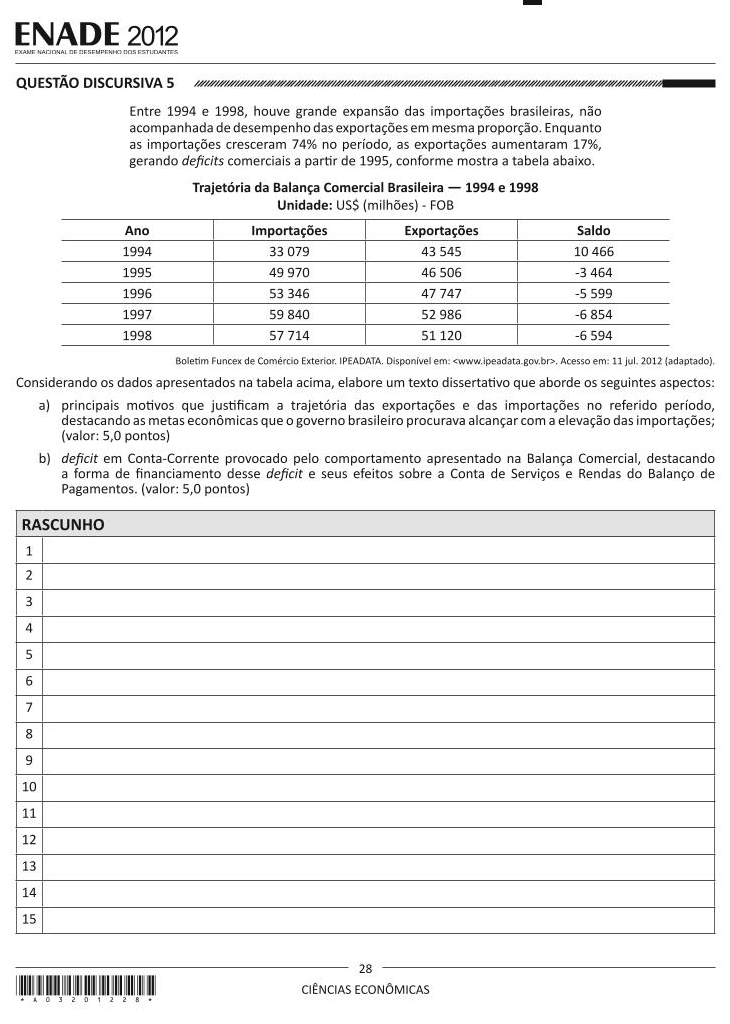 ENADE 2012
EXAME NACIONAL DE DESEMPENHO DOS ESTUDANTES
QUESTÃO DISCURSIVA 5
Entre 1994 e 1998, houve grande expansão das importações brasileiras, não
acompanhada de desempenho das exportações em mesma proporção. Enquanto
as importações cresceram 74% no período, as exportações aumentaram 17%,
gerando deficits comerciais a partir de 1995, conforme mostra a tabela abaixo.
Trajetória da Balança Comercial Brasileira — 1994 e 1998
Unidade: US$ (milhões) - FOB
Ano Importações Exportações Saldo
1994 33 079 43 545 10 466
1995 49 970 46 506 -3 464
1996 53 346 47 747 -5 599
1997 59 840 52 986 -6 854
1998 57 714 51 120 -6 594
Boletim Funcex de Comércio Exterior. IPEADATA. Disponível em: <www.ipeadata.gov.br>. Acesso em: 11 jul. 2012 (adaptado).
Considerando os dados apresentados na tabela acima, elabore um texto dissertativo que aborde os seguintes aspectos:
a) principais motivos que justificam a trajetória das exportações e das importações no referido período,
destacando as metas econômicas que o governo brasileiro procurava alcançar com a elevação das importações;
(valor: 5,0 pontos)
b) deficit em Conta-Corrente provocado pelo comportamento apresentado na Balança Comercial, destacando
a forma de financiamento desse deficit e seus efeitos sobre a Conta de Serviços e Rendas do Balanço de
Pagamentos. (valor: 5,0 pontos)
RASCUNHO
1
2
3
4
5
6
7
8
9
10
11
12
13
14
15
28
CIÊNCIAS ECONÔMICAS
* A 0 3 2 0 1 2 2 8 *